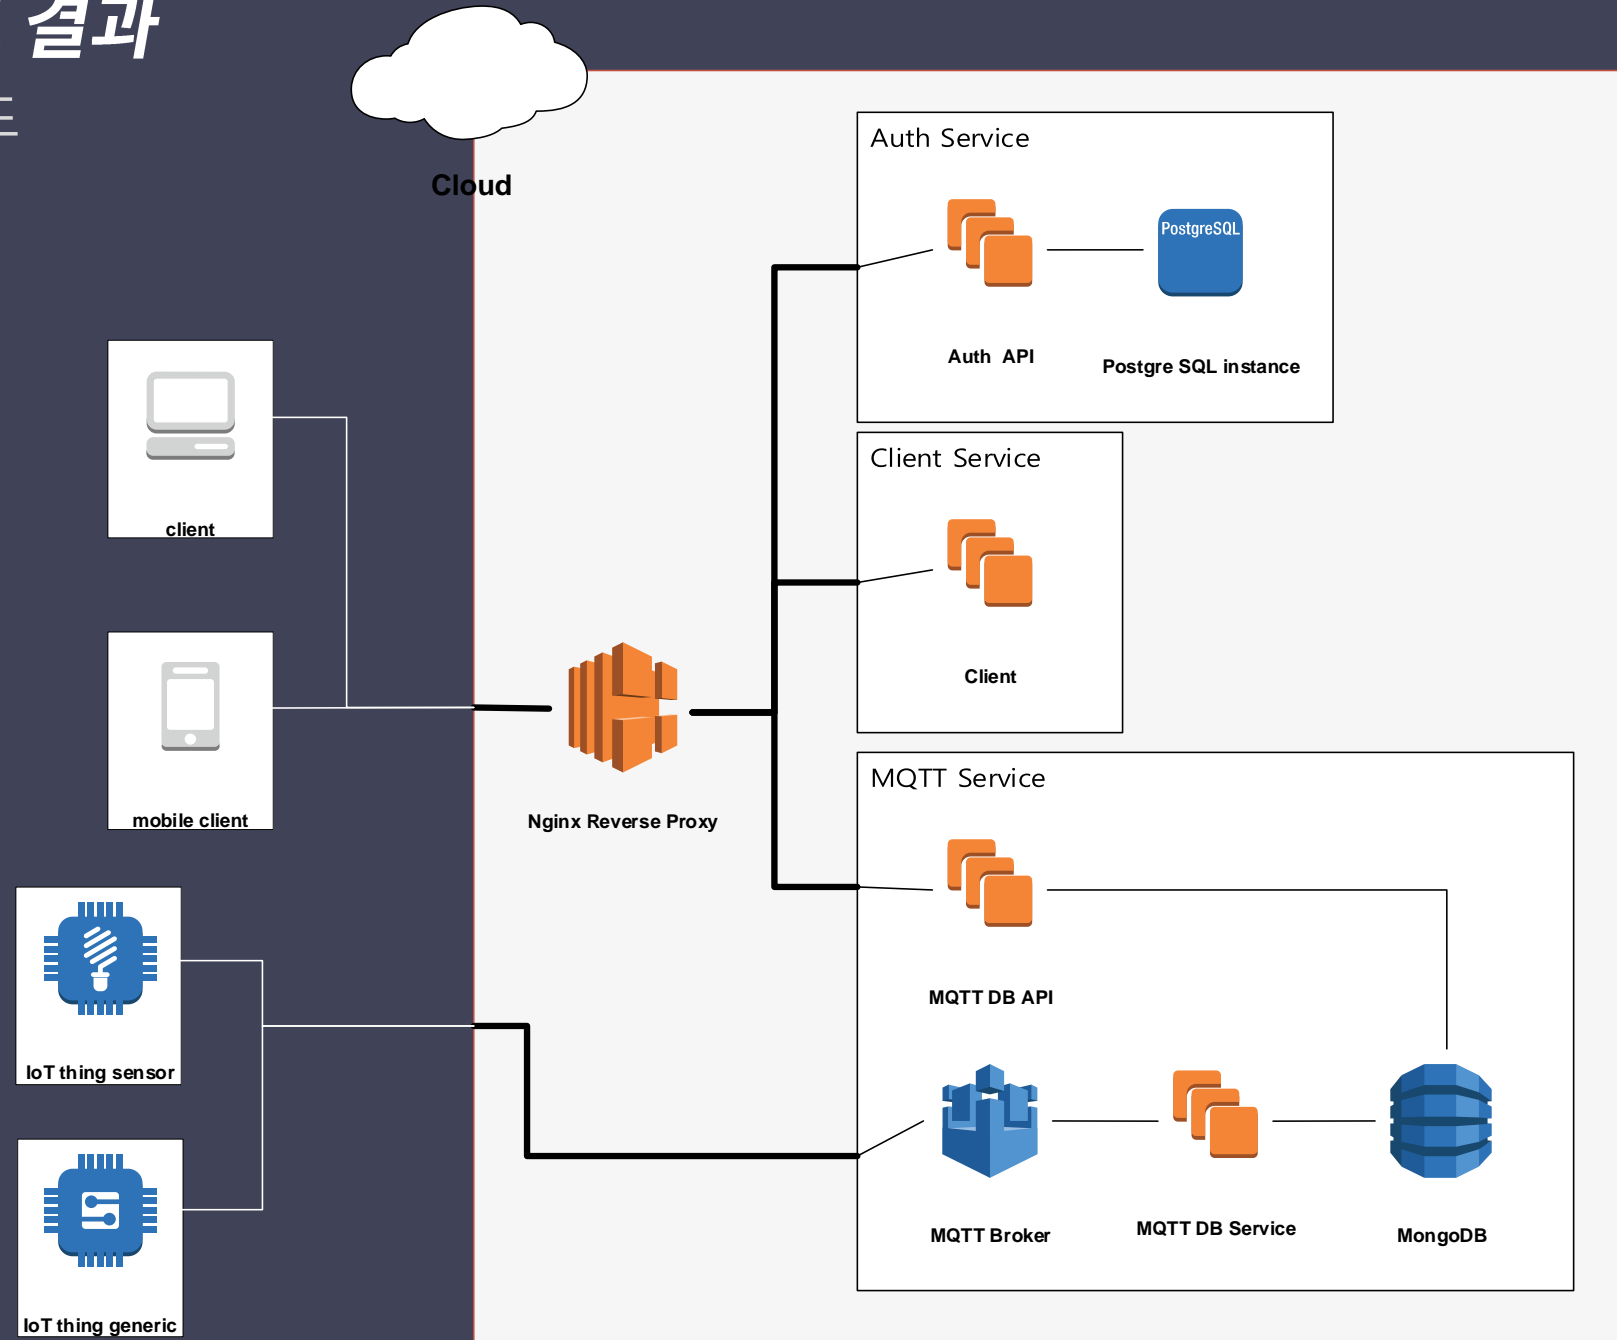 결과
Cloud
Auth Service
PostgreSQL
Auth API
Postgre SQL instance
client
Client Service
Client
mobile client
Nginx Reverse Proxy
MQTT Service
MQTT DB API
IoT thing sensor
MQTT Broker
MQTT DB Service
MongoDB
IoT thing generic